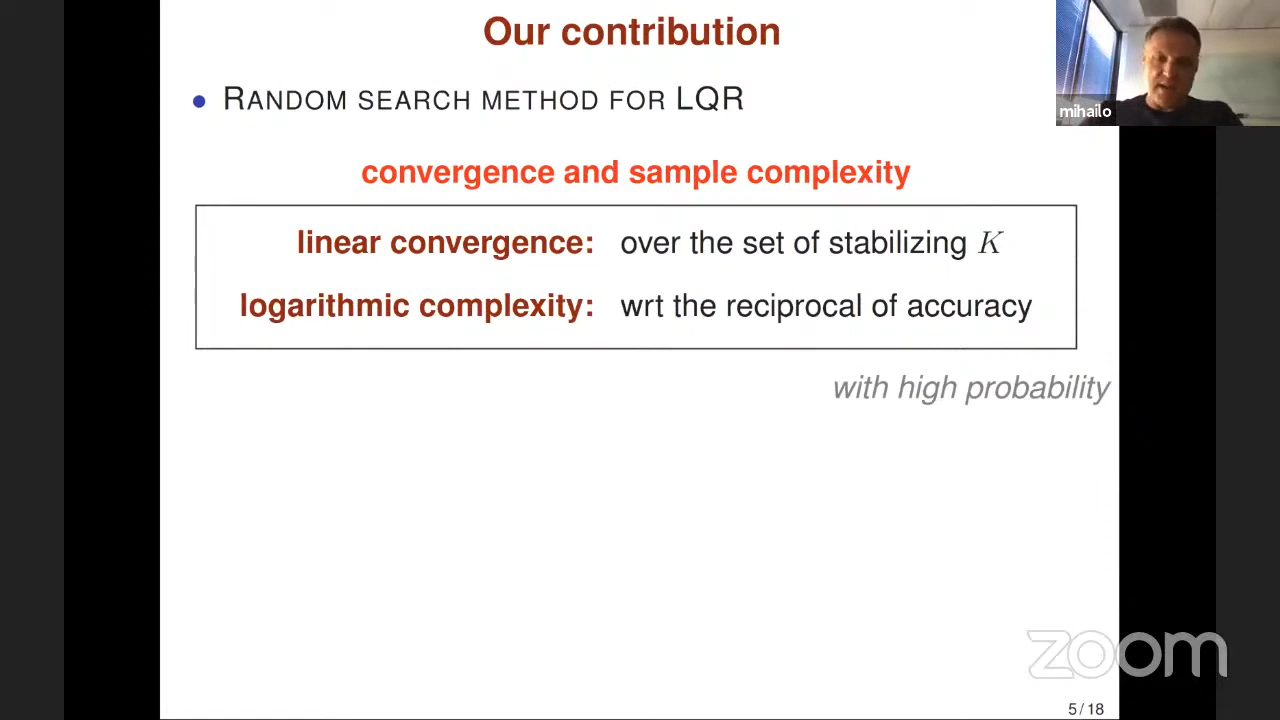 Our contribution
mihailo
• RANDOM SEARCH METHOD FOR LQR
convergence and sample complexity
linear convergence: over the set of stabilizing K
logarithmic complexity: wrt the reciprocal of accuracy
with high probability
zoom
5 / 18